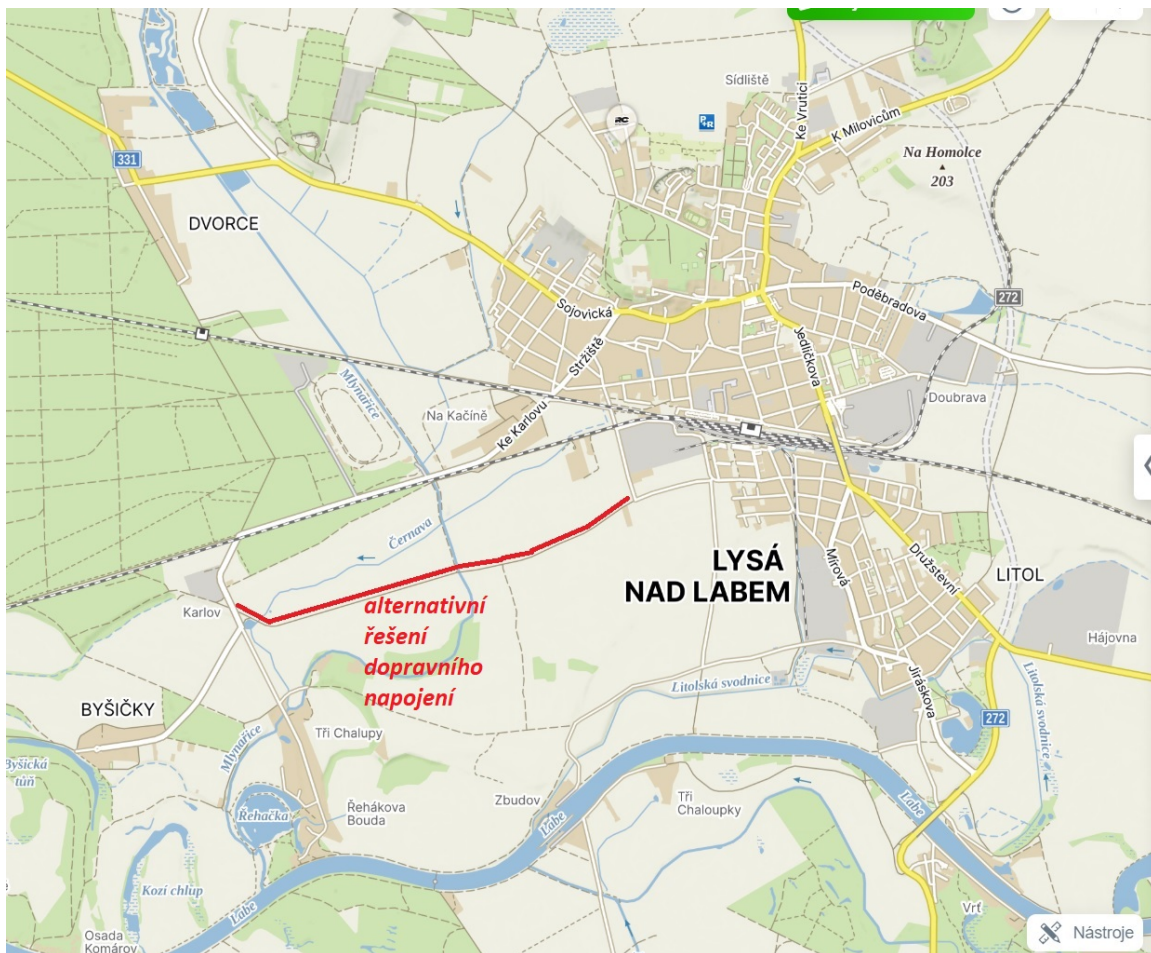 Sídliště
Ke Vrutici
K Milovicům
P+R
Na Homolce
203
331
DVORCE
272
Poděbradova
Sojovická
Stržiště
Jedličkova
Mlynařice
Na Kačíně
Ke Karlovu
Doubrava
Černava
LYSÁ
NAD LABEM
Mírová
Družstevní
LITOL
Karlov
alternativní
řešení
dopravního
napojení
Hájovna
Litolská svodnice
Jiráskova
Litolská svodnice
272
BYŠIČKY
Tři Chalupy
Mlynařice
Byšická
tůň
Zbudov
Tři
Chaloupky
Řehákova
Bouda
Řehačka
Labe
Labe
Labe
Kozí chlup
Osada
Komárov
Vrť
Nástroje